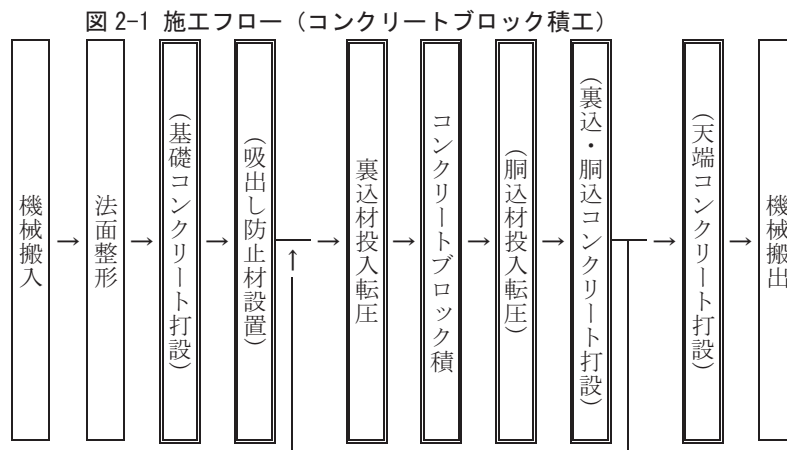 図 2-1 施工フロー（コンクリートブロック積工）
機械搬入
→
法面整形
→
（基礎コンクリート打設）
→
（吸出し防止材設置）
→
↑
裏込材投入転圧
→
コンクリートブロック積
→
（胴込材投入転圧）
→
（裏込・胴込コンクリート打設）
→
（天端コンクリート打設）
→
機械搬出